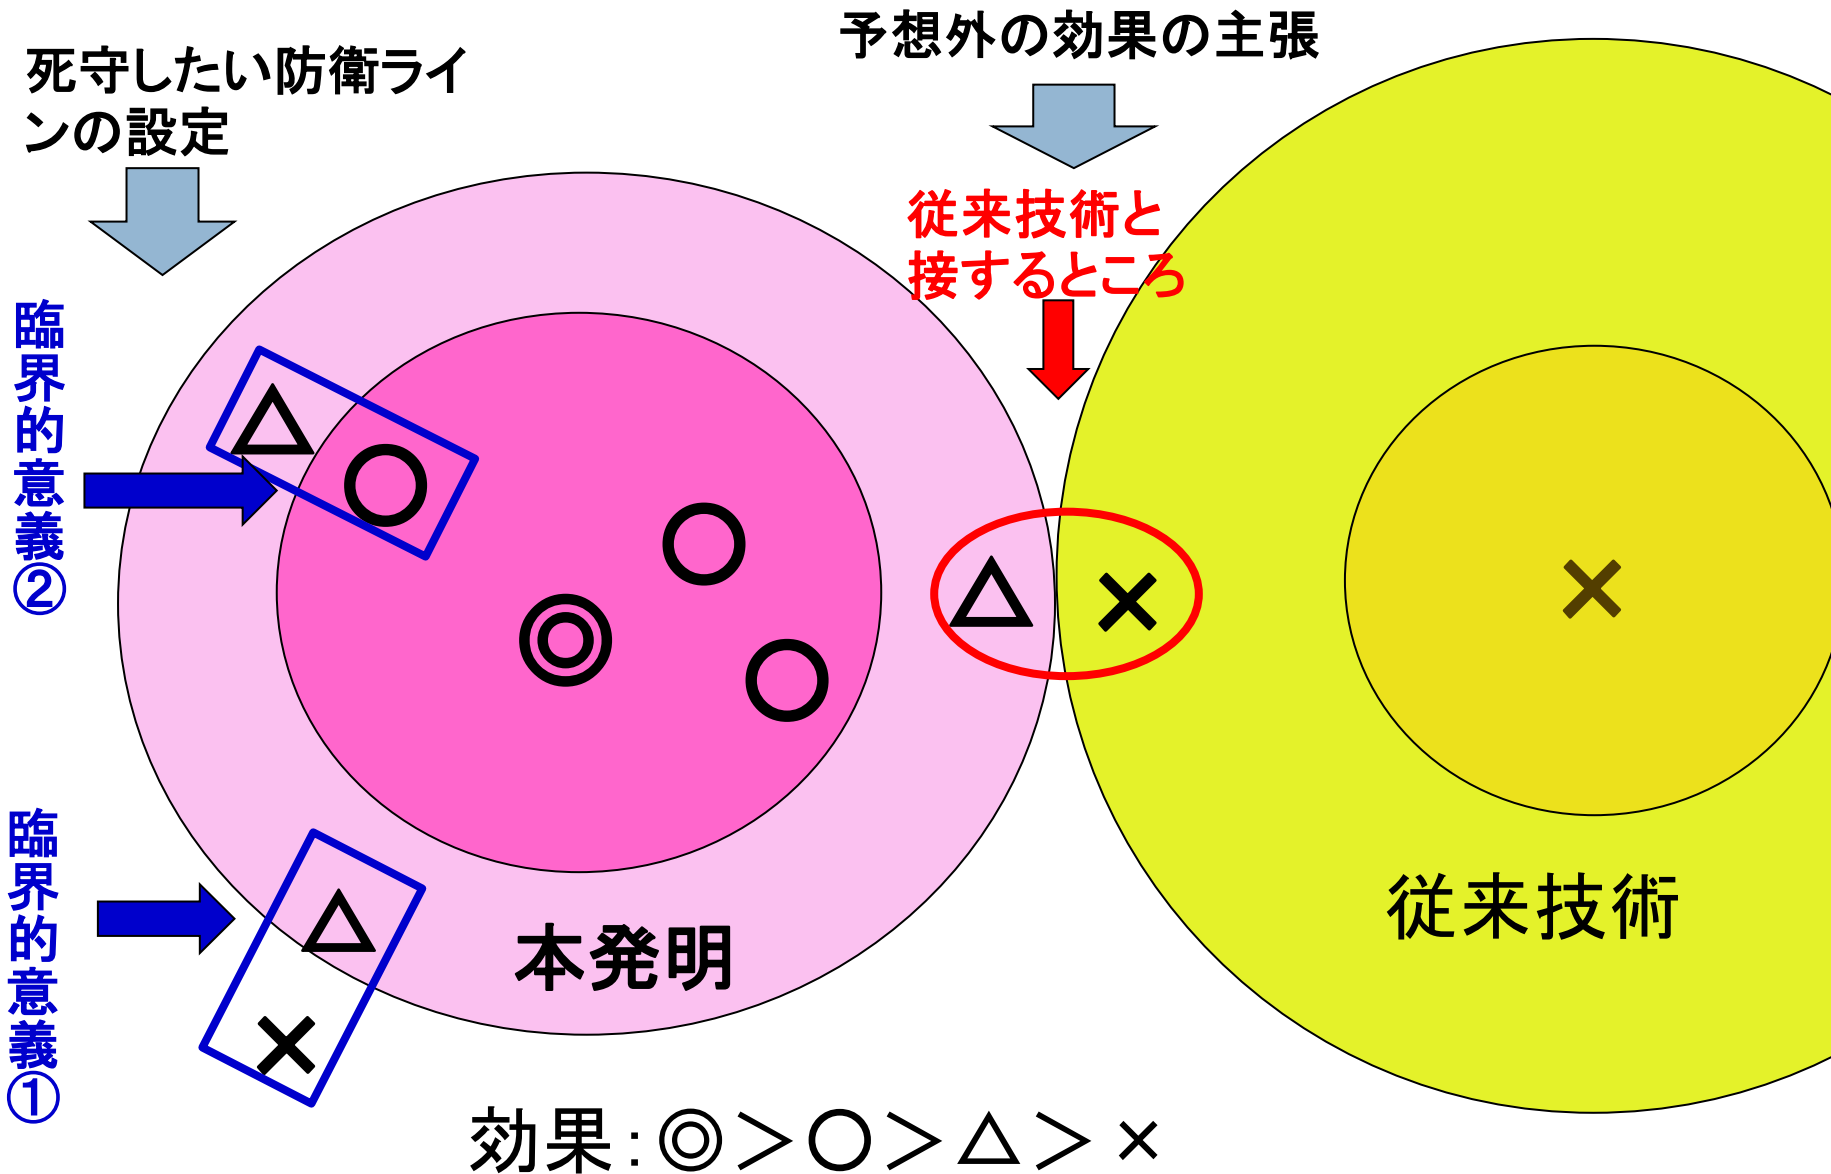 予想外の効果の主張
死守したい防衛ライ
ンの設定
従来技術と
接するところ
臨界的意義②
臨界的意義①
本発明
従来技術
効果：◎＞○＞△＞×